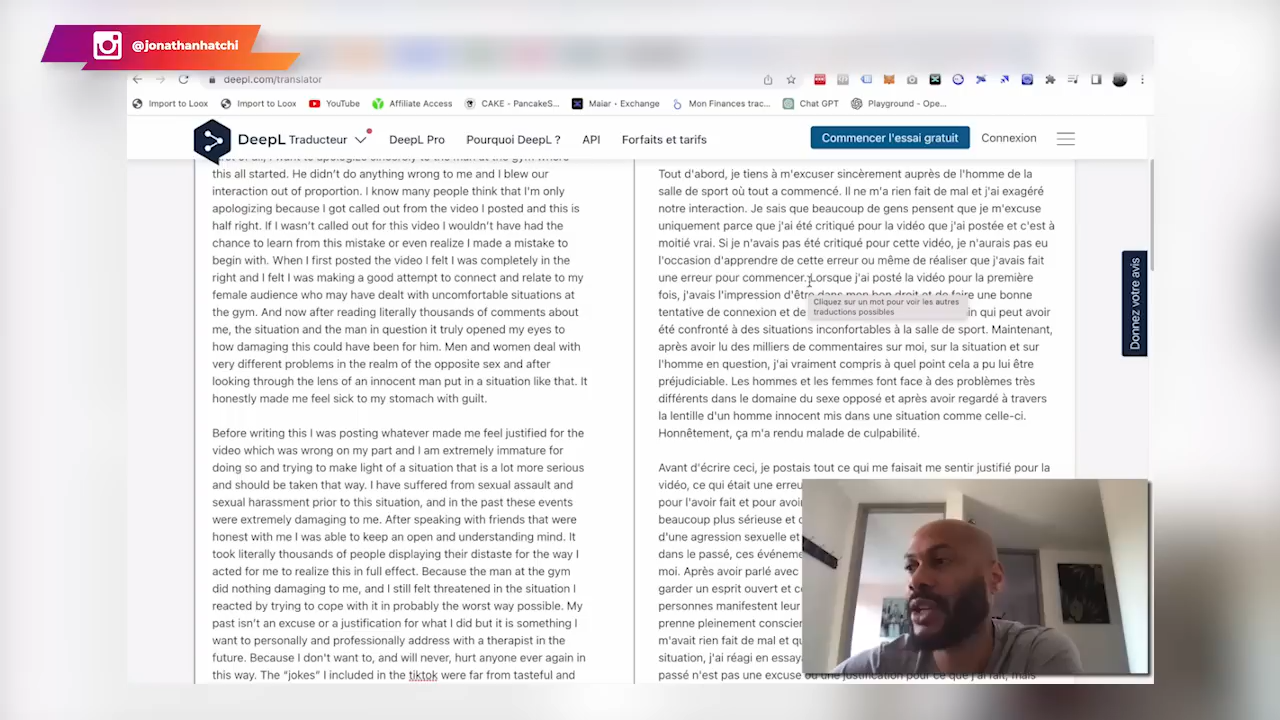 @jonathanhatchi
deepl.com/translator
Import to Loox
Import to Loox
YouTube
Affiliate Access
CAKE - PancakeS...
Maiar • Exchange
Mon Finances trac...
Chat GPT
Playground - Ope...
DeepL Traducteur
DeepL Pro
Pourquoi DeepL ?
API
Forfaits et tarifs
Commencer l'essai gratuit
Connexion
this all started. He didn't do anything wrong to me and I blew our
interaction out of proportion. I know many people think that I'm only
apologizing because I got called out from the video I posted and this is
half right. If I wasn't called out for this video I wouldn't have had the
chance to learn from this mistake or even realize I made a mistake to
begin with. When I first posted the video I felt I was completely in the
right and I felt I was making a good attempt to connect and relate to my
female audience who may have dealt with uncomfortable situations at
the gym. And now after reading literally thousands of comments about
me, the situation and the man in question it truly opened my eyes to
how damaging this could have been for him. Men and women deal with
very different problems in the realm of the opposite sex and after
looking through the lens of an innocent man put in a situation like that. It
honestly made me feel sick to my stomach with guilt.
Before writing this I was posting whatever made me feel justified for the
video which was wrong on my part and I am extremely immature for
doing so and trying to make light of a situation that is a lot more serious
and should be taken that way. I have suffered from sexual assault and
sexual harassment prior to this situation, and in the past these events
were extremely damaging to me. After speaking with friends that were
honest with me I was able to keep an open and understanding mind. It
took literally thousands of people displaying their distaste for the way I
acted for me to realize this in full effect. Because the man at the gym
did nothing damaging to me, and I still felt threatened in the situation I
reacted by trying to cope with it in probably the worst way possible. My
past isn't an excuse or a justification for what I did but it is something I
want to personally and professionally address with a therapist in the
future. Because I don't want to, and will never, hurt anyone ever again in
this way. The "jokes" I included in the tiktok were far from tasteful and
Tout d'abord, je tiens à m'excuser sincèrement auprès de l'homme de la
salle de sport où tout a commencé. Il ne m'a rien fait de mal et j'ai exagéré
notre interaction. Je sais que beaucoup de gens pensent que je m'excuse
uniquement parce que j'ai été critiqué pour la vidéo que j'ai postée et c'est à
moitié vrai. Si je n'avais pas été critiqué pour cette vidéo, je n'aurais pas eu
l'occasion d'apprendre de cette erreur ou même de réaliser que j'avais fait
une erreur pour commencer. Lorsque j'ai posté la vidéo pour la première
fois, j'avais l'impression d'être dans mon bon droit et de faire une bonne
tentative de connexion et de
in qui peut avoir
été confronté à des situations inconfortables à la salle de sport. Maintenant,
après avoir lu des milliers de commentaires sur moi, sur la situation et sur
l'homme en question, j'ai vraiment compris à quel point cela a pu lui être
préjudiciable. Les hommes et les femmes font face à des problèmes très
différents dans le domaine du sexe opposé et après avoir regardé à travers
la lentille d'un homme innocent mis dans une situation comme celle-ci.
Honnêtement, ça m'a rendu malade de culpabilité.
Avant d'écrire ceci, je postais tout ce qui me faisait me sentir justifié pour la
vidéo, ce qui était une erreu
pour l'avoir fait et pour avoi
beaucoup plus sérieuse et
d'une agression sexuelle et
dans le passé, ces événeme
moi. Après avoir parlé avec
garder un esprit ouvert et c
personnes manifestent leur
prenne pleinement conscien
m'avait rien fait de mal et qu
situation, j'ai réagi en essay
passé n'est pas une excuse ou une justification pour ce que j'ai fait, mais
Cliquez sur un mot pour voir les autres
traductions possibles
Donnez votre avis